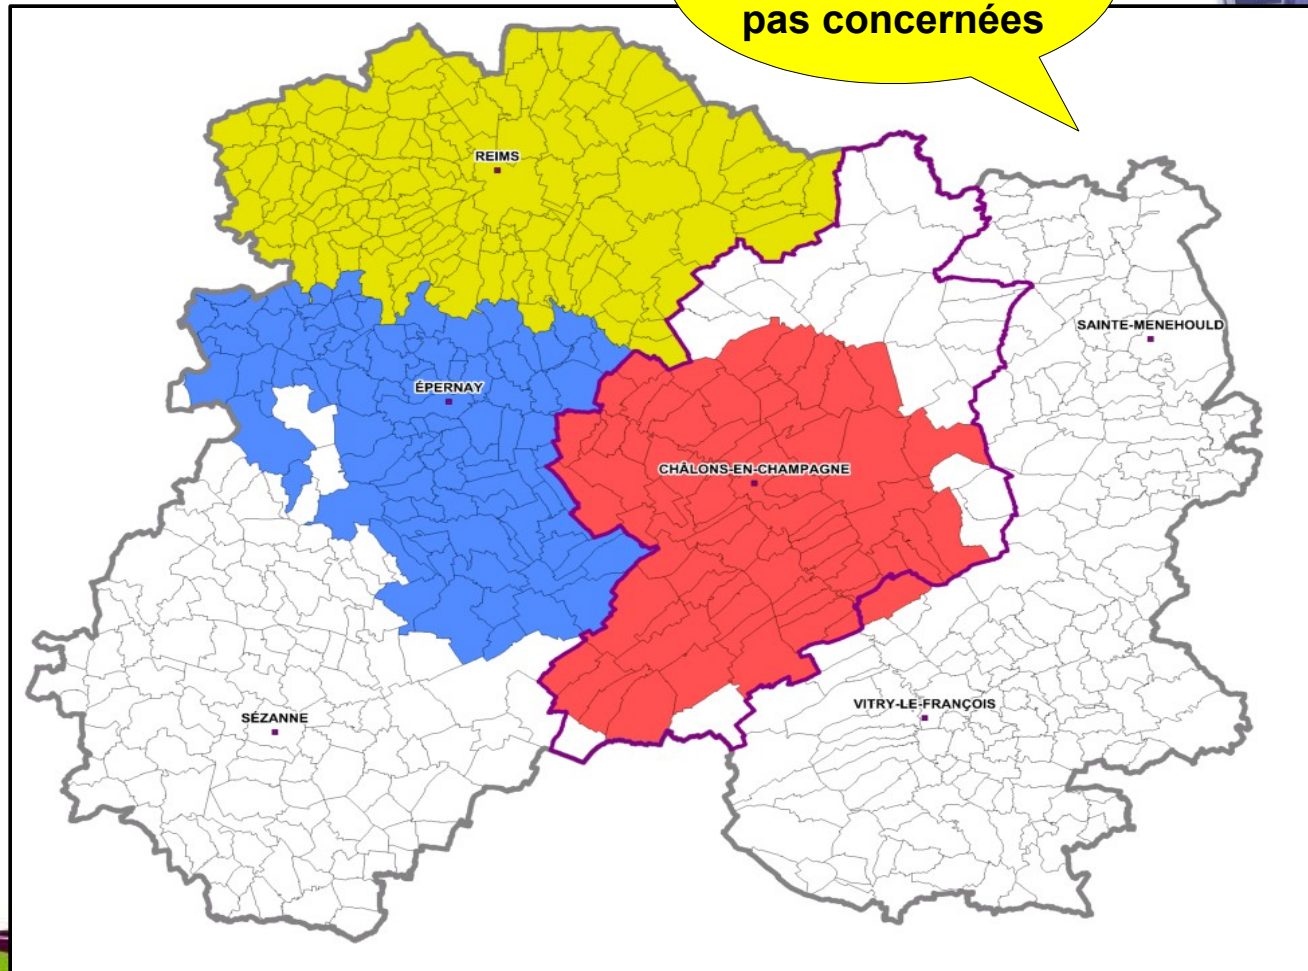 pas concernées
REIMS
SAINTE-MENEHOULD
ÉPERNAY
CHÂLONS-EN-CHAMPAGNE
VITRY-LE-FRANÇOIS
SÉZANNE